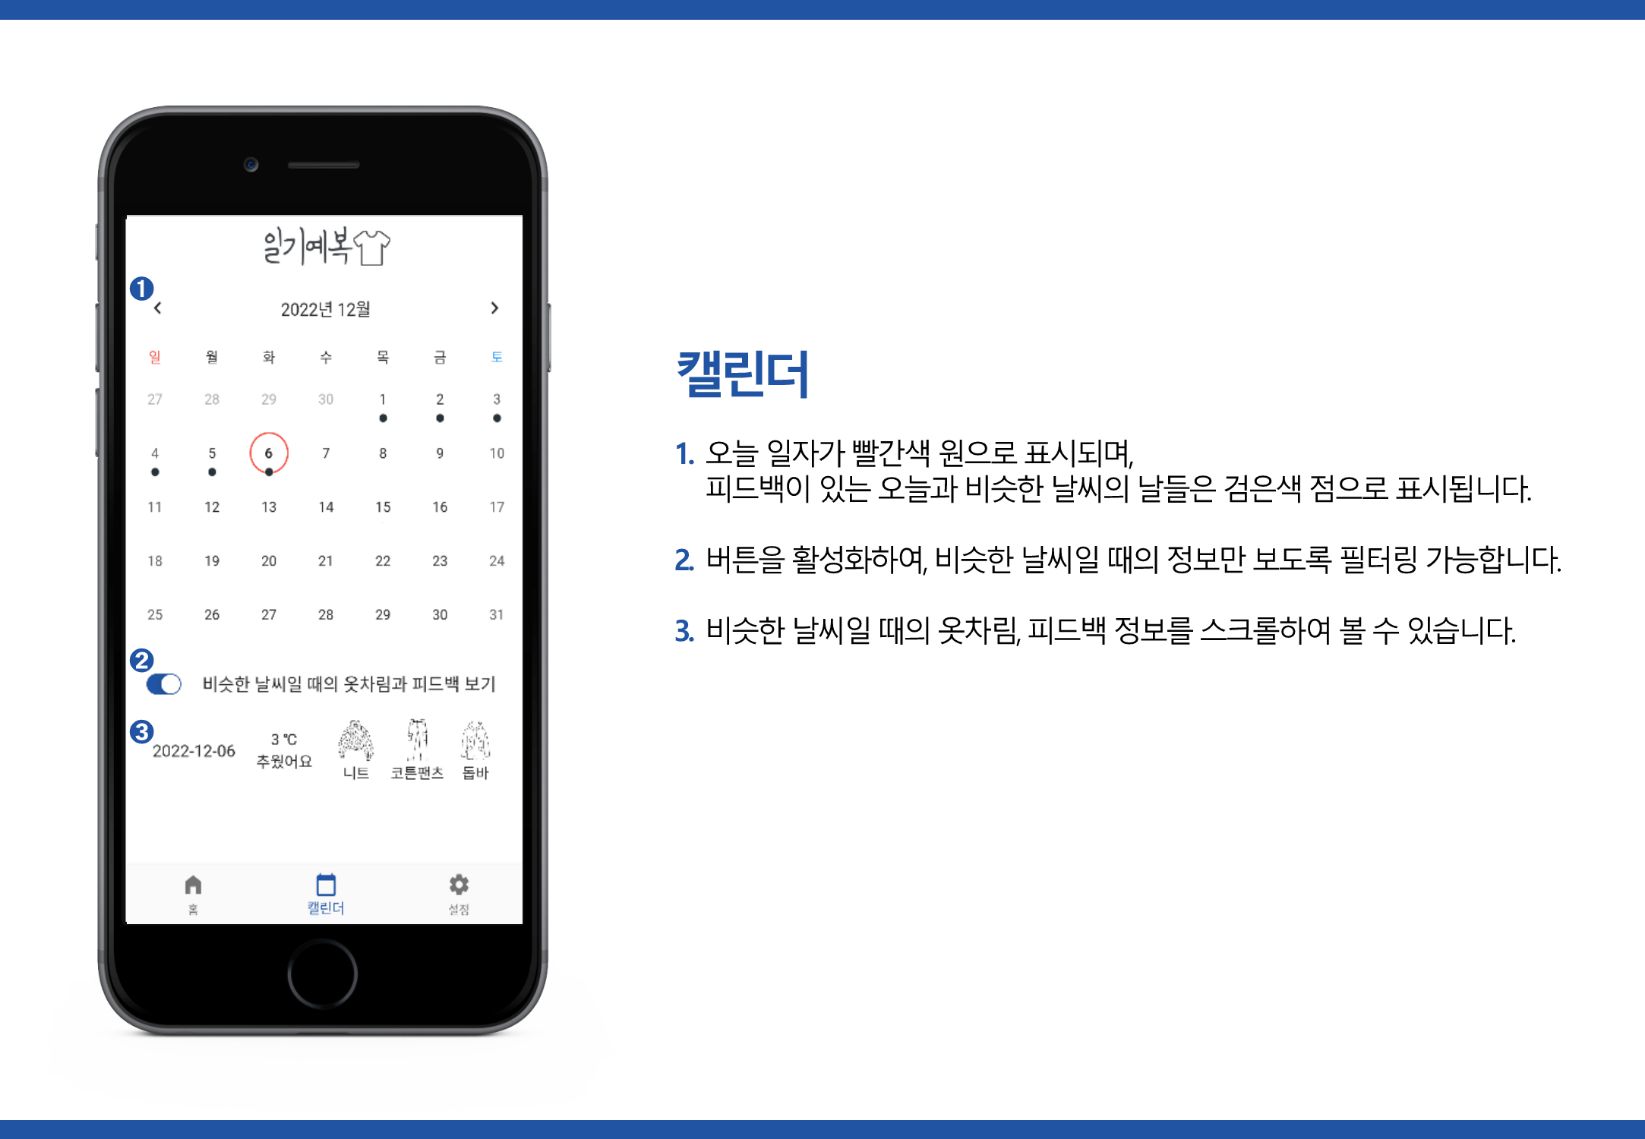 일기예복
1
2022년 12월
일 월 화 수 목 금 토
27 28 29 30 1 2 3
4 5 6 7 8 9 10
11 12 13 14 15 16 17
18 19 20 21 22 23 24
25 26 27 28 29 30 31
2
비슷한 날씨일 때의 옷차림과 피드백 보기
3
2022-12-06
3 ℃
추웠어요
니트 코튼팬츠 돕바
홈 캘린더 설정
캘린더
1. 오늘 일자가 빨간색 원으로 표시되며,
피드백이 있는 오늘과 비슷한 날씨의 날들은 검은색 점으로 표시됩니다.
2. 버튼을 활성화하여, 비슷한 날씨일 때의 정보만 보도록 필터링 가능합니다.
3. 비슷한 날씨일 때의 옷차림, 피드백 정보를 스크롤하여 볼 수 있습니다.